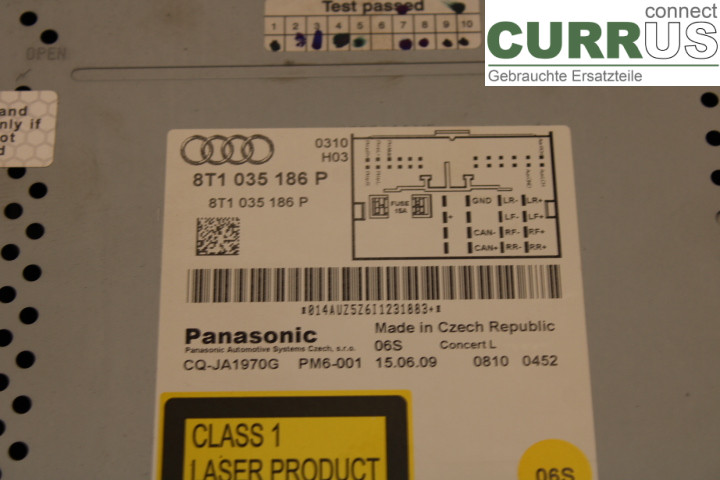 Test passed
1 2 3 4 5 6 7 8 9 10
connect
CURRUS
Gebrauchte Ersatzteile
OPEN
and
nly if
ot
d
0310
H03
8T1 035 186 P
8T1 035 186 P
FUSE
15A
GND LR- LR+
+ LF- LF+
CAN- RF- RF+
CAN+ RR- RR+
*014AUZ5Z6I1231883+*
Panasonic
Panasonic Automotive Systems Czech, s.r.o.
Made in Czech Republic
06S Concert L
CQ-JA1970G PM6-001 15.06.09 0810 0452
CLASS 1
LASER PRODUCT
06S